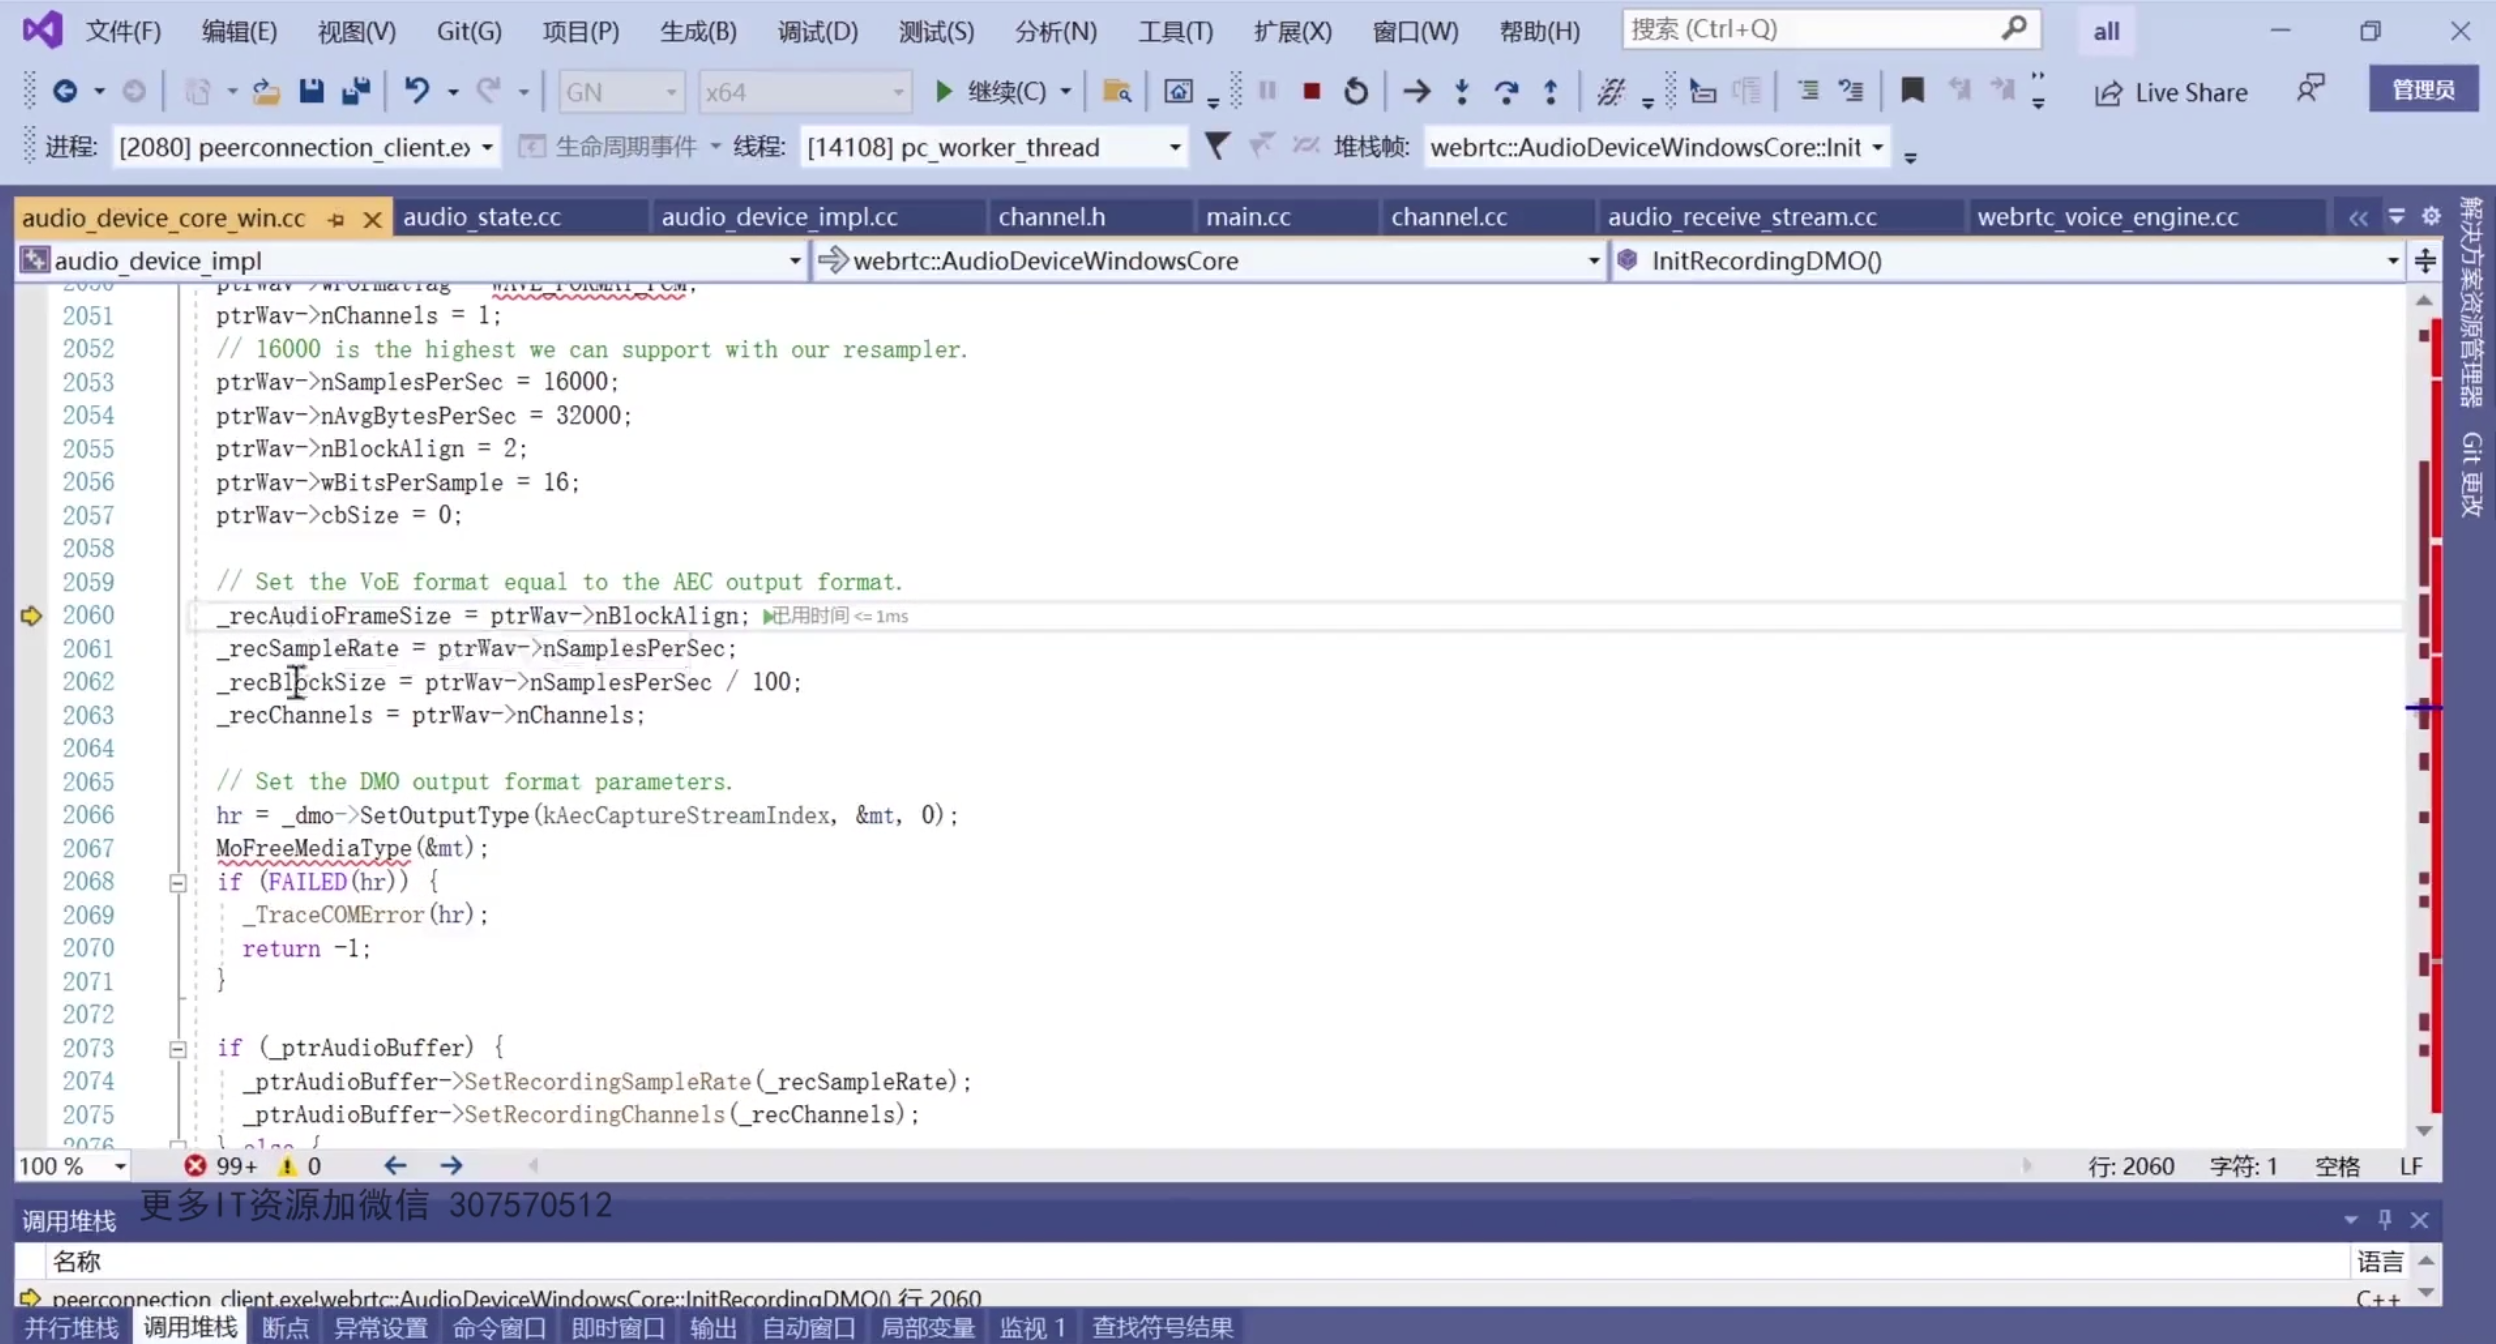 文件(F) 编辑(E) 视图(V) Git(G) 项目(P) 生成(B) 调试(D) 测试(S) 分析(N) 工具(T) 扩展(X) 窗口(W) 帮助(H) 搜索 (Ctrl+Q) all
GN x64 继续(C) Live Share 管理员
进程: [2080] peerconnection_client.ex 生命周期事件 线程: [14108] pc_worker_thread 堆栈帧: webrtc::AudioDeviceWindowsCore::Init
audio_device_core_win.cc audio_state.cc audio_device_impl.cc channel.h main.cc channel.cc audio_receive_stream.cc webrtc_voice_engine.cc
audio_device_impl webrtc::AudioDeviceWindowsCore InitRecordingDMO()
2050 ptrWav->wFormatTag = WAVE_FORMAT_PCM;
2051 ptrWav->nChannels = 1;
2052 // 16000 is the highest we can support with our resampler.
2053 ptrWav->nSamplesPerSec = 16000;
2054 ptrWav->nAvgBytesPerSec = 32000;
2055 ptrWav->nBlockAlign = 2;
2056 ptrWav->wBitsPerSample = 16;
2057 ptrWav->cbSize = 0;
2058
2059 // Set the VoE format equal to the AEC output format.
2060 _recAudioFrameSize = ptrWav->nBlockAlign; 已用时间 <= 1ms
2061 _recSampleRate = ptrWav->nSamplesPerSec;
2062 _recBlockSize = ptrWav->nSamplesPerSec / 100;
2063 _recChannels = ptrWav->nChannels;
2064
2065 // Set the DMO output format parameters.
2066 hr = _dmo->SetOutputType(kAecCaptureStreamIndex, &mt, 0);
2067 MoFreeMediaType(&mt);
2068 if (FAILED(hr)) {
2069 _TraceCOMError(hr);
2070 return -1;
2071 }
2072
2073 if (_ptrAudioBuffer) {
2074 _ptrAudioBuffer->SetRecordingSampleRate(_recSampleRate);
2075 _ptrAudioBuffer->SetRecordingChannels(_recChannels);
2076 } else {
100 % 99+ 0 行: 2060 字符: 1 空格 LF
更多IT资源加微信 307570512
调用堆栈
名称 语言
peerconnection_client.exe!webrtc::AudioDeviceWindowsCore::InitRecordingDMO() 行 2060 C++
并行堆栈 调用堆栈 断点 异常设置 命令窗口 即时窗口 输出 自动窗口 局部变量 监视 1 查找符号结果
解决方案资源管理器
Git 更改